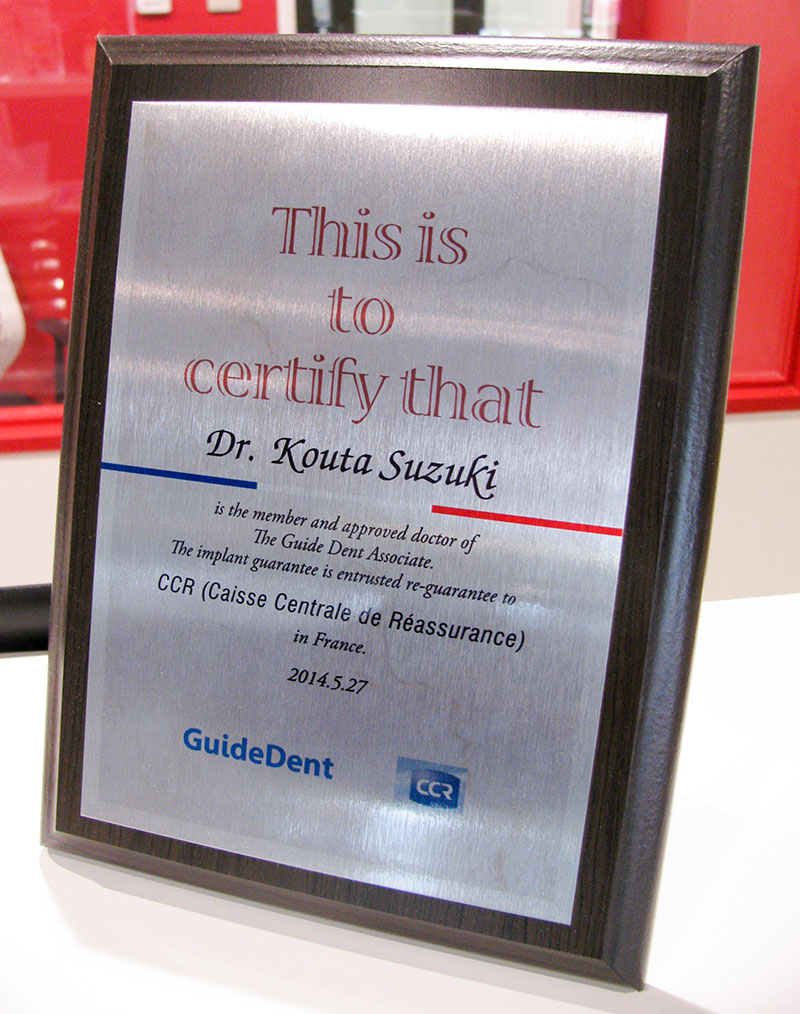 This is
to
certify that
Dr. Kouta Suzuki
is the member and approved doctor of
The Guide Dent Associate.
The implant guarantee is entrusted re-guarantee to
CCR (Caisse Centrale de Réassurance)
in France.
2014.5.27
GuideDent
CCR